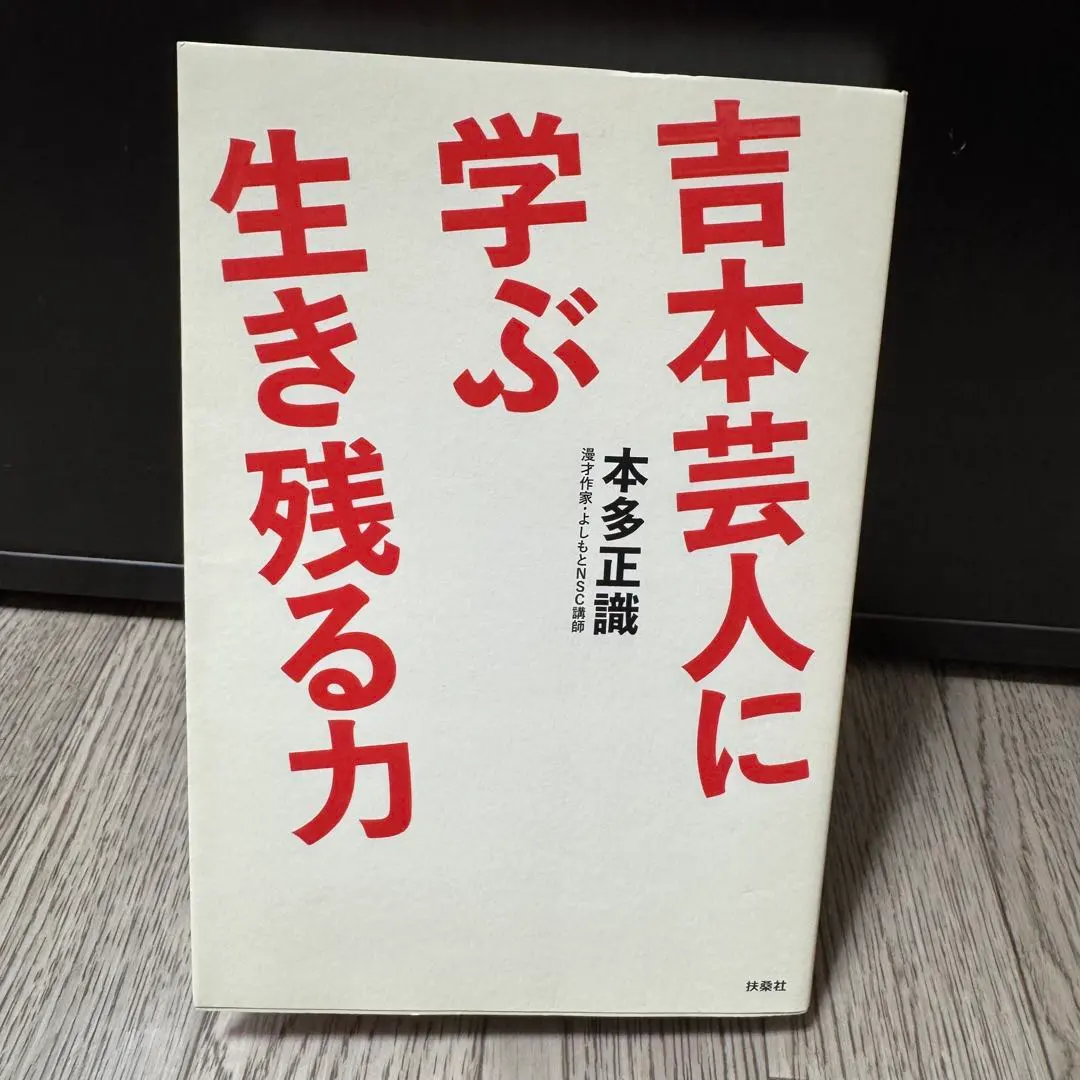 吉本芸人に
学ぶ
生き残る力
本多正識
漫才作家・よしもとNSC講師
扶桑社